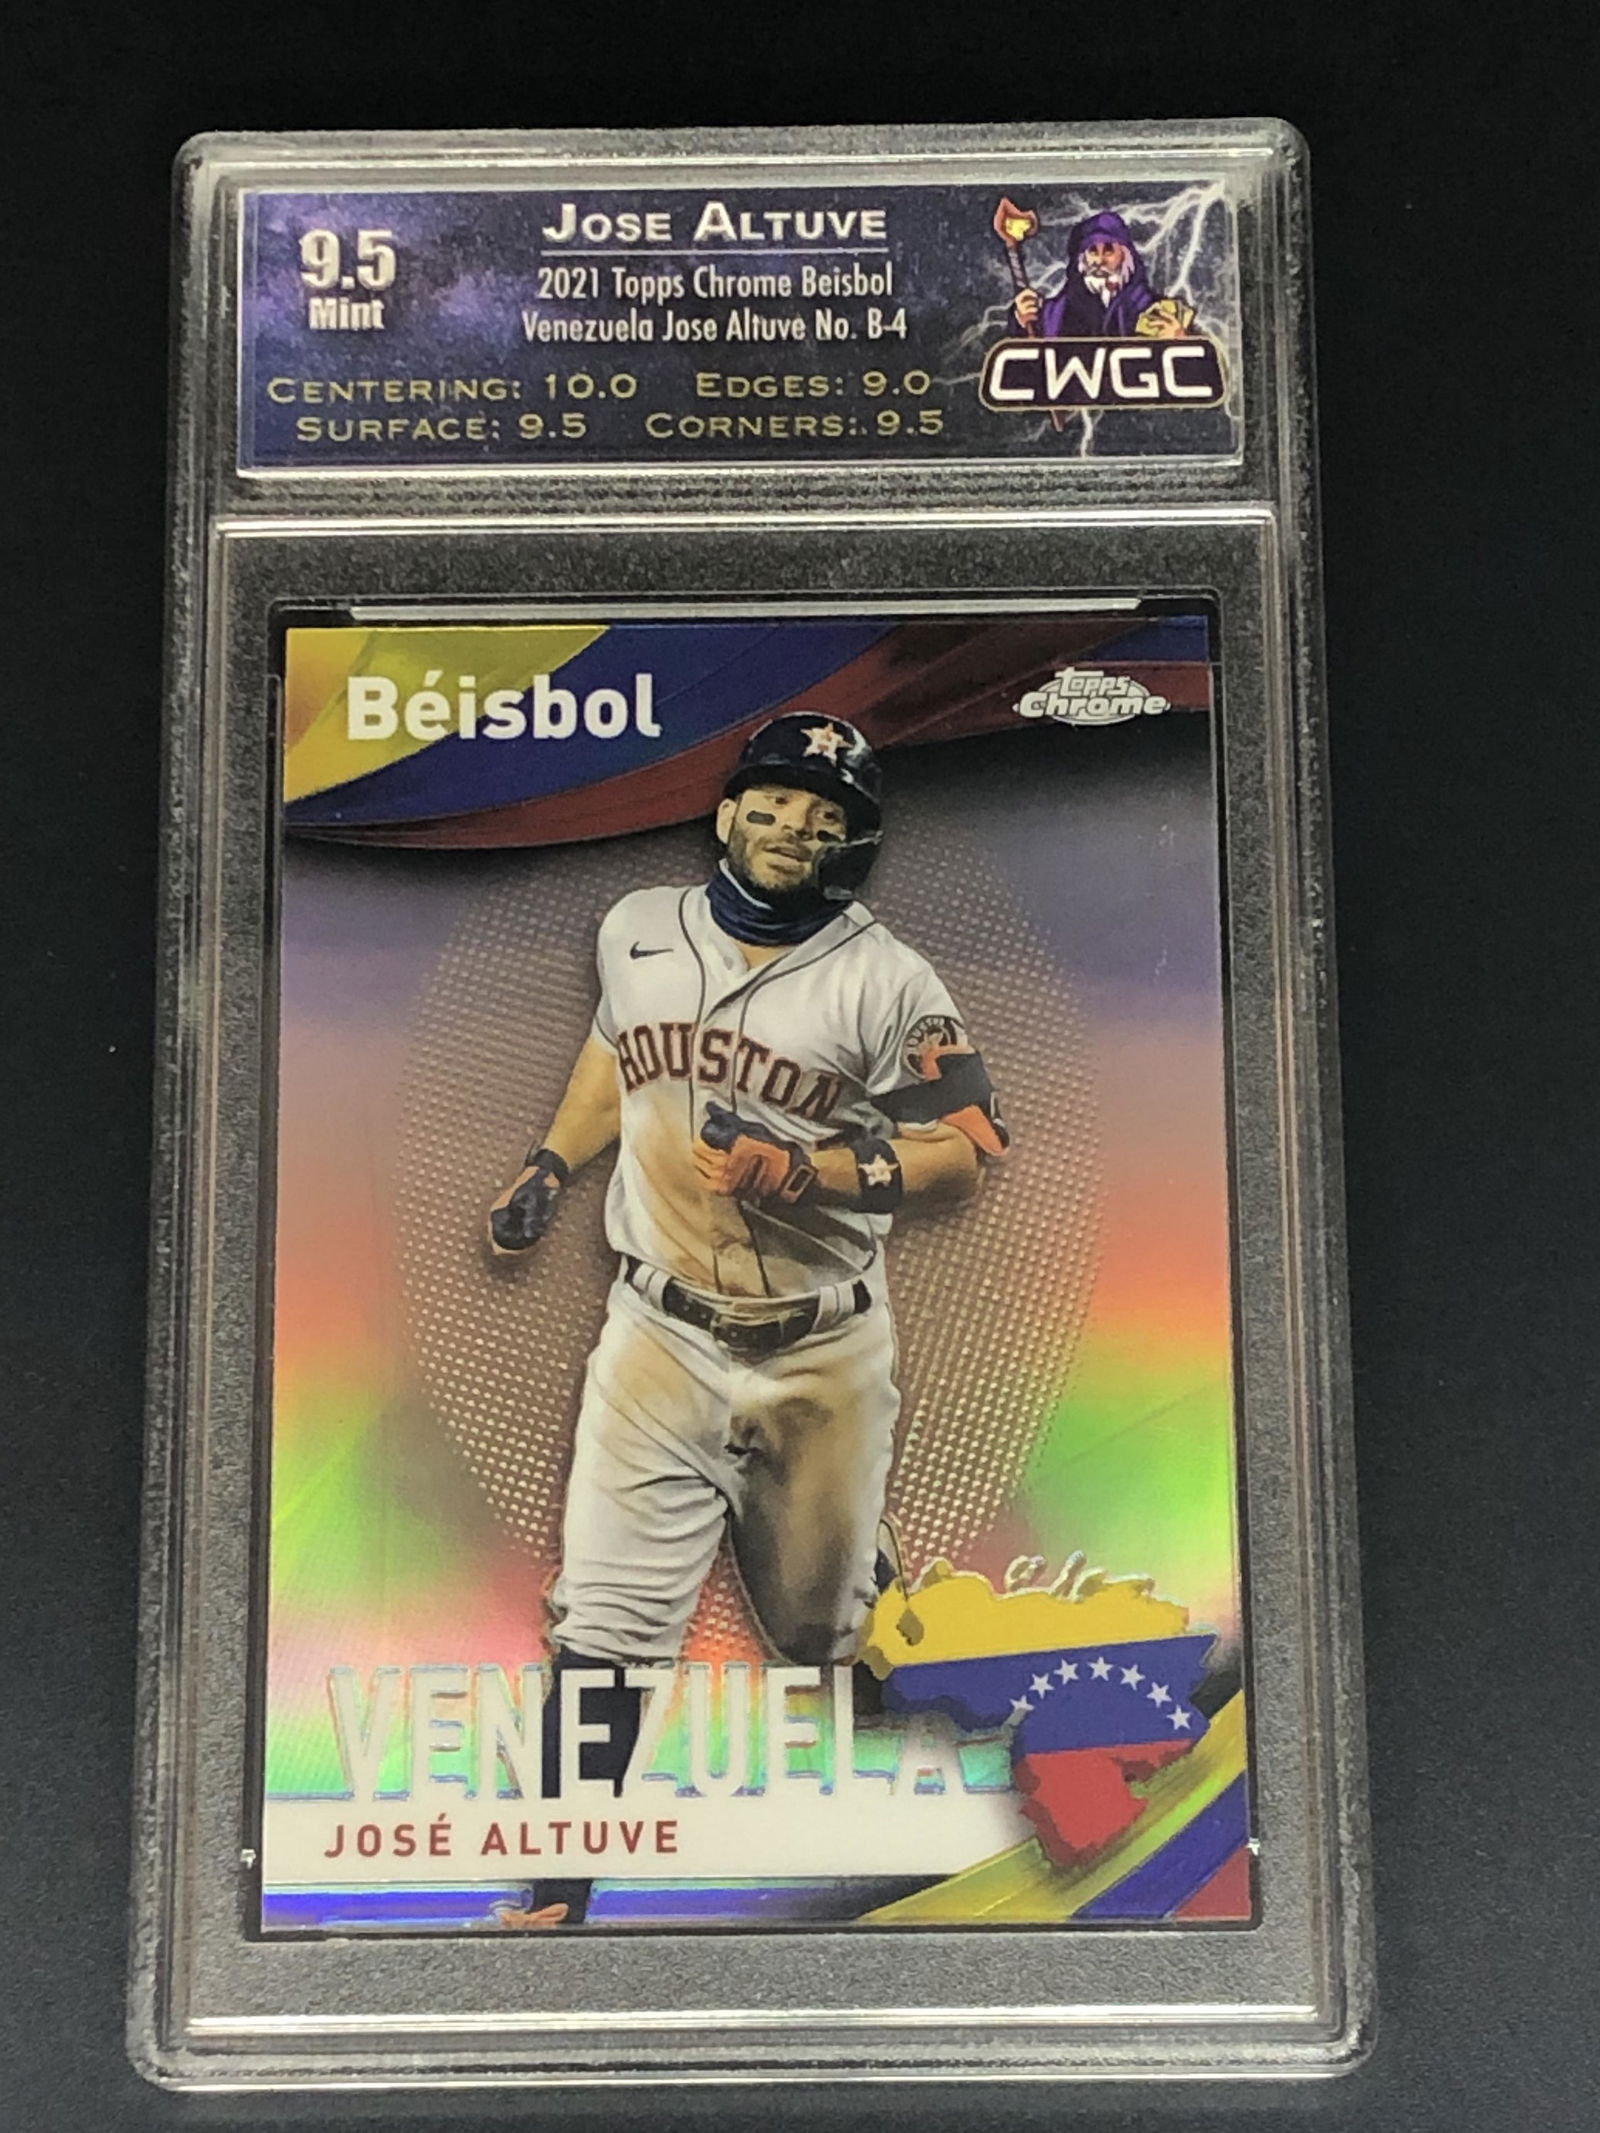 JOSE ALTUVE
9.5
Mint
2021 Topps Chrome Beisbol
Venezuela Jose Altuve No. B-4
CENTERING: 10.0 EDGES: 9.0
SURFACE: 9.5 CORNERS: 9.5
CWGC
Béisbol
topps
Chrome
HOUSTON
VENEZUELA
JOSÉ ALTUVE